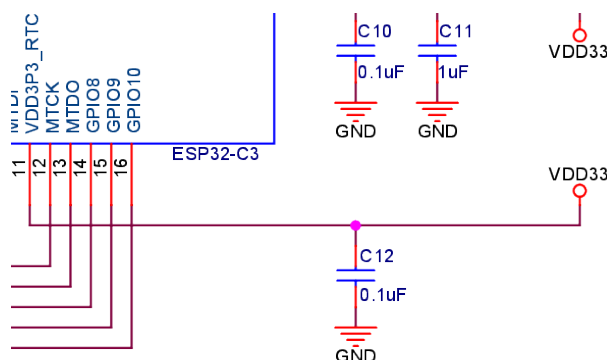 C10
C11
0.1uF
1uF
GND
GND
VDD33
MTDI
VDD3P3_RTC
MTCK
MTDO
GPIO8
GPIO9
GPIO10
ESP32-C3
11
12
13
14
15
16
VDD33
C12
0.1uF
GND